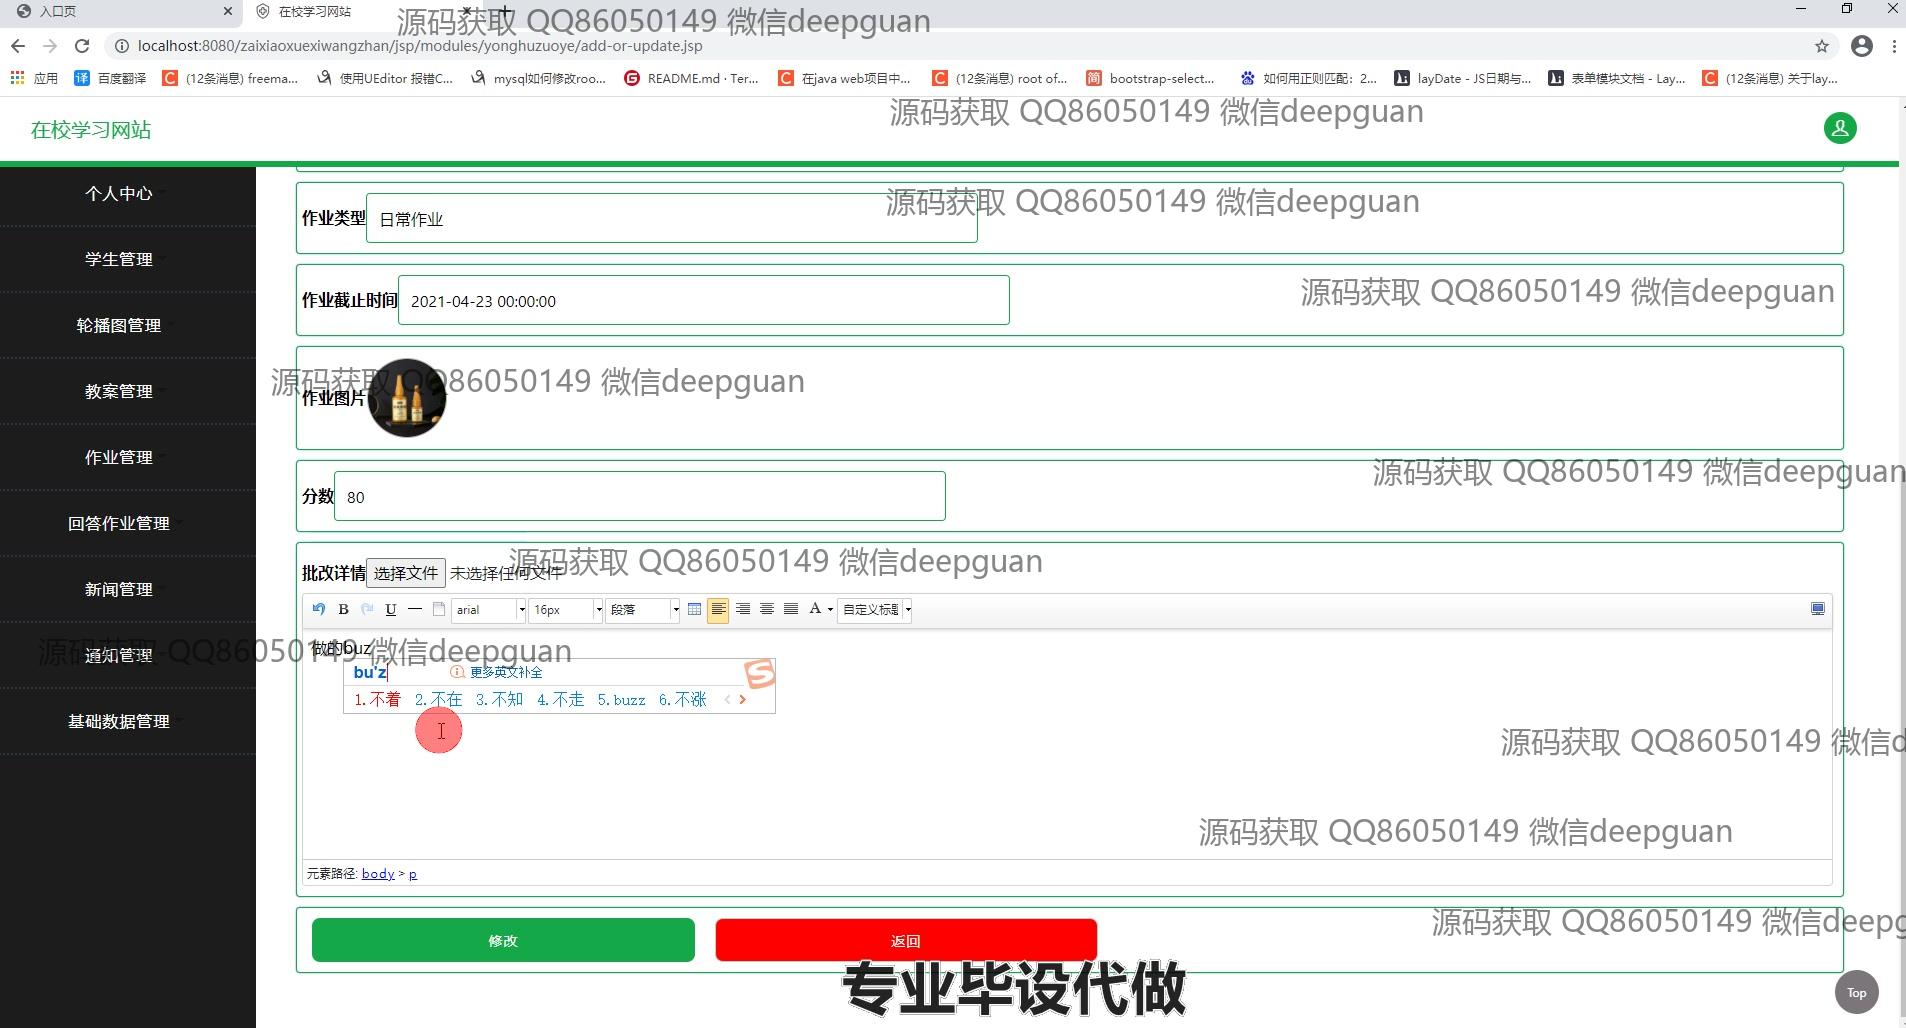 入口页
在校学习网站
源码获取 QQ86050149 微信deepguan
localhost:8080/zaixiaoxuexiwangzhan/jsp/modules/yonghuzuoye/add-or-update.jsp
应用
百度翻译
(12条消息) freema...
使用UEditor 报错C...
mysql如何修改roo...
README.md · Ter...
在java web项目中...
(12条消息) root of...
bootstrap-select...
如何用正则匹配：2...
layDate - JS日期与...
表单模块文档 - Lay...
(12条消息) 关于lay...
在校学习网站
源码获取 QQ86050149 微信deepguan
个人中心
学生管理
轮播图管理
教案管理
作业管理
回答作业管理
新闻管理
通知管理
基础数据管理
作业类型
日常作业
源码获取 QQ86050149 微信deepguan
作业截止时间
2021-04-23 00:00:00
源码获取 QQ86050149 微信deepguan
作业图片
源码获取 QQ86050149 微信deepguan
分数
80
源码获取 QQ86050149 微信deepguan
批改详情
选择文件
未选择任何文件
源码获取 QQ86050149 微信deepguan
B
U
arial
16px
段落
A
自定义标题
做的buz
源码获取 QQ86050149 微信deepguan
bu'z
更多英文补全
S
1.不着 2.不在 3.不知 4.不走 5.buzz 6.不涨
源码获取 QQ86050149 微信d
源码获取 QQ86050149 微信deepguan
元素路径: body > p
源码获取 QQ86050149 微信deepg
修改
返回
专业毕设代做
Top